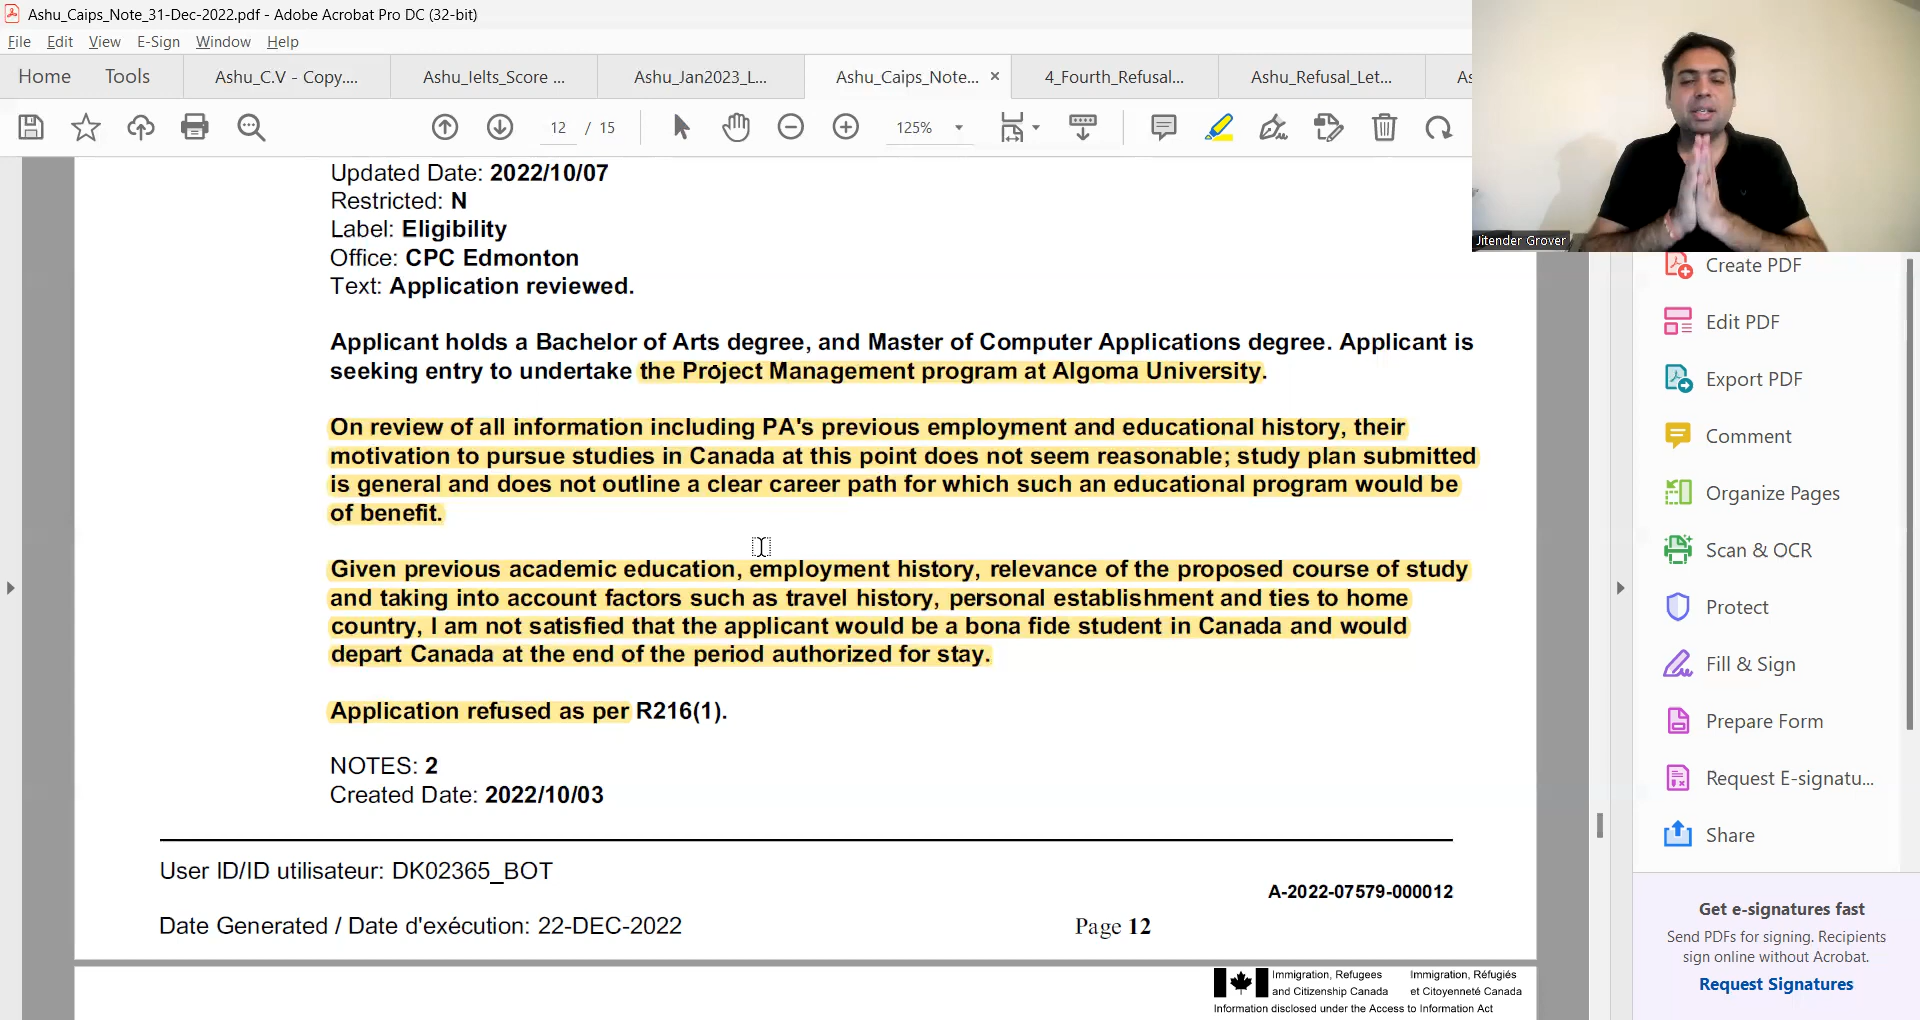 Ashu_Caips_Note_31-Dec-2022.pdf - Adobe Acrobat Pro DC (32-bit)
File Edit View E-Sign Window Help
Home Tools Ashu_C.V - Copy.... Ashu_Ielts_Score ... Ashu_Jan2023_L... Ashu_Caips_Note... × 4_Fourth_Refusal... Ashu_Refusal_Let... As
12 / 15 125%
Jitender Grover
Updated Date: 2022/10/07
Restricted: N
Label: Eligibility
Office: CPC Edmonton
Text: Application reviewed.
Applicant holds a Bachelor of Arts degree, and Master of Computer Applications degree. Applicant is
seeking entry to undertake the Project Management program at Algoma University.
On review of all information including PA's previous employment and educational history, their
motivation to pursue studies in Canada at this point does not seem reasonable; study plan submitted
is general and does not outline a clear career path for which such an educational program would be
of benefit.
Given previous academic education, employment history, relevance of the proposed course of study
and taking into account factors such as travel history, personal establishment and ties to home
country, I am not satisfied that the applicant would be a bona fide student in Canada and would
depart Canada at the end of the period authorized for stay.
Application refused as per R216(1).
NOTES: 2
Created Date: 2022/10/03
User ID/ID utilisateur: DK02365_BOT
A-2022-07579-000012
Date Generated / Date d'exécution: 22-DEC-2022
Page 12
Immigration, Refugees and Citizenship Canada
Immigration, Réfugiés et Citoyenneté Canada
Information disclosed under the Access to Information Act
Create PDF
Edit PDF
Export PDF
Comment
Organize Pages
Scan & OCR
Protect
Fill & Sign
Prepare Form
Request E-signatu...
Share
Get e-signatures fast
Send PDFs for signing. Recipients
sign online without Acrobat.
Request Signatures